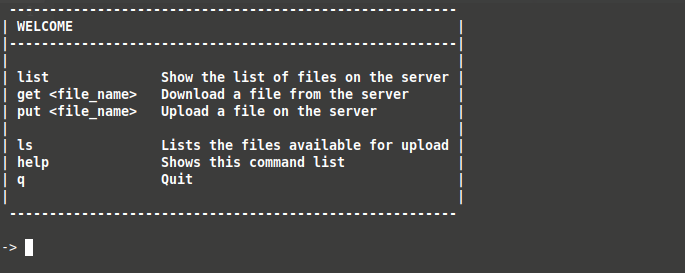 WELCOME
list Show the list of files on the server
get <file_name> Download a file from the server
put <file_name> Upload a file on the server
ls Lists the files available for upload
help Shows this command list
q Quit
->